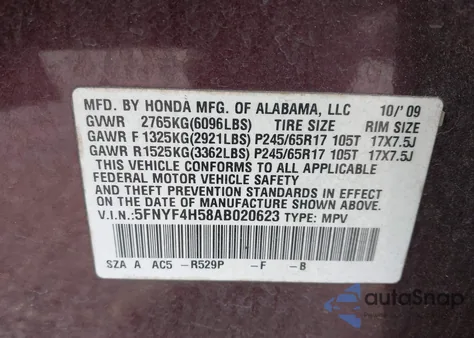 MFD. BY HONDA MFG. OF ALABAMA, LLC 10/'09
GVWR 2765KG(6096LBS) TIRE SIZE RIM SIZE
GAWR F 1325KG(2921LBS) P245/65R17 105T 17X7.5J
GAWR R1525KG(3362LBS) P245/65R17 105T 17X7.5J
THIS VEHICLE CONFORMS TO ALL APPLICABLE
FEDERAL MOTOR VEHICLE SAFETY
AND THEFT PREVENTION STANDARDS IN EFFECT
ON THE DATE OF MANUFACTURE SHOWN ABOVE.
V.I.N.:5FNYF4H58AB020623 TYPE: MPV
SZA A AC5 -R529P -F -B
autoSnap